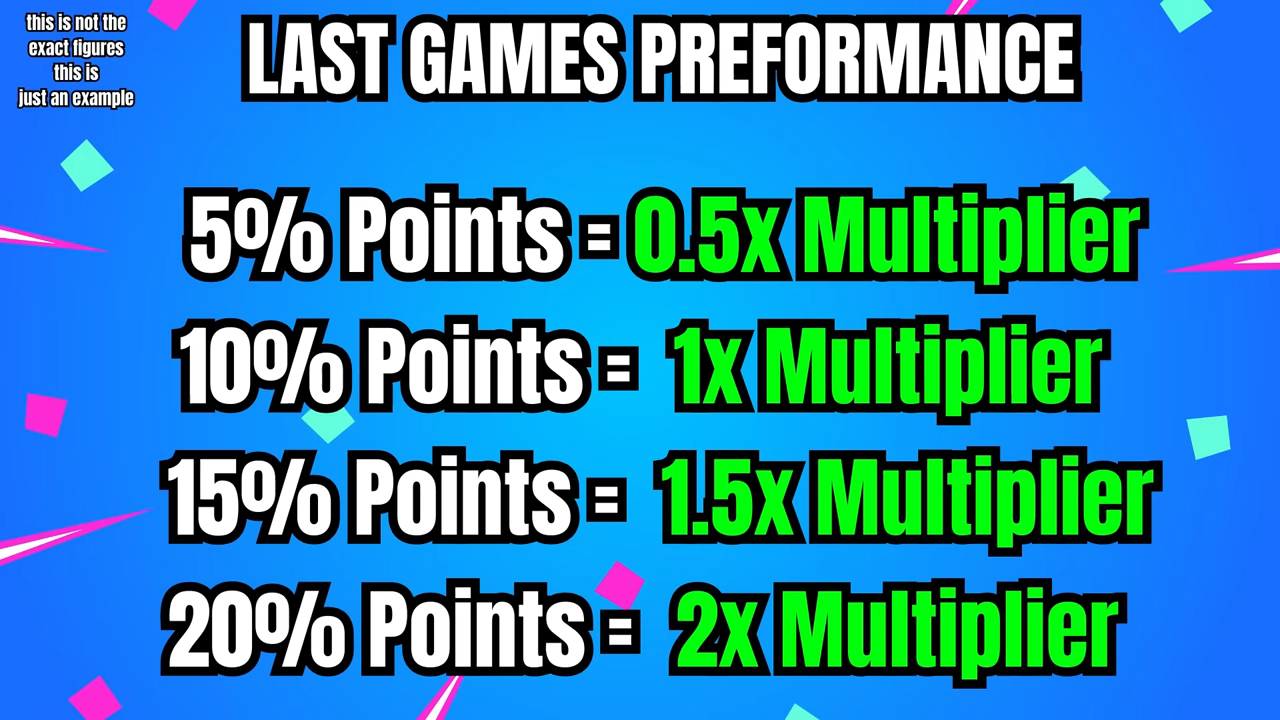 this is not the
exact figures
this is
just an example
LAST GAMES PREFORMANCE
5% Points = 0.5x Multiplier
10% Points = 1x Multiplier
15% Points = 1.5x Multiplier
20% Points = 2x Multiplier